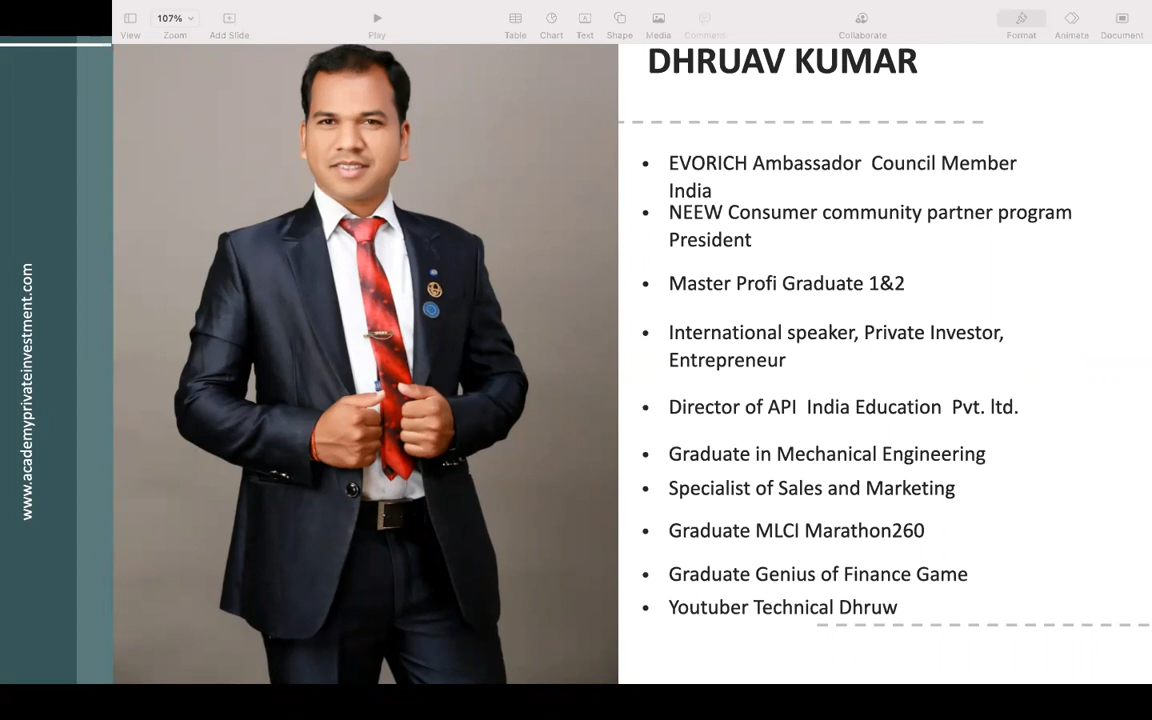 107%
View
Zoom
Add Slide
Play
Table
Chart
Text
Shape
Media
Comment
Collaborate
Format
Animate
Document
www.academyprivateinvestment.com
DHRUAV KUMAR
• EVORICH Ambassador Council Member
India
• NEEW Consumer community partner program
President
• Master Profi Graduate 1&2
• International speaker, Private Investor,
Entrepreneur
• Director of API India Education Pvt. ltd.
• Graduate in Mechanical Engineering
• Specialist of Sales and Marketing
• Graduate MLCI Marathon260
• Graduate Genius of Finance Game
• Youtuber Technical Dhruw